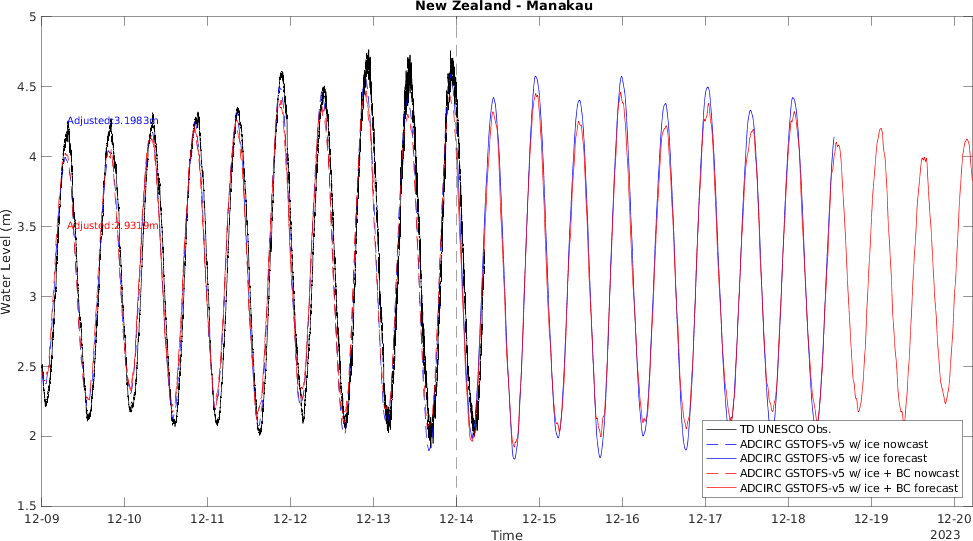 New Zealand - Manakau
5
4.5
4
3.5
3
2.5
2
1.5
Water Level (m)
Adjusted:3.1983m
Adjusted:2.9319m
TD UNESCO Obs.
ADCIRC GSTOFS-v5 w/ ice nowcast
ADCIRC GSTOFS-v5 w/ ice forecast
ADCIRC GSTOFS-v5 w/ ice + BC nowcast
ADCIRC GSTOFS-v5 w/ ice + BC forecast
12-09 12-10 12-11 12-12 12-13 12-14 12-15 12-16 12-17 12-18 12-19 12-20
2023
Time